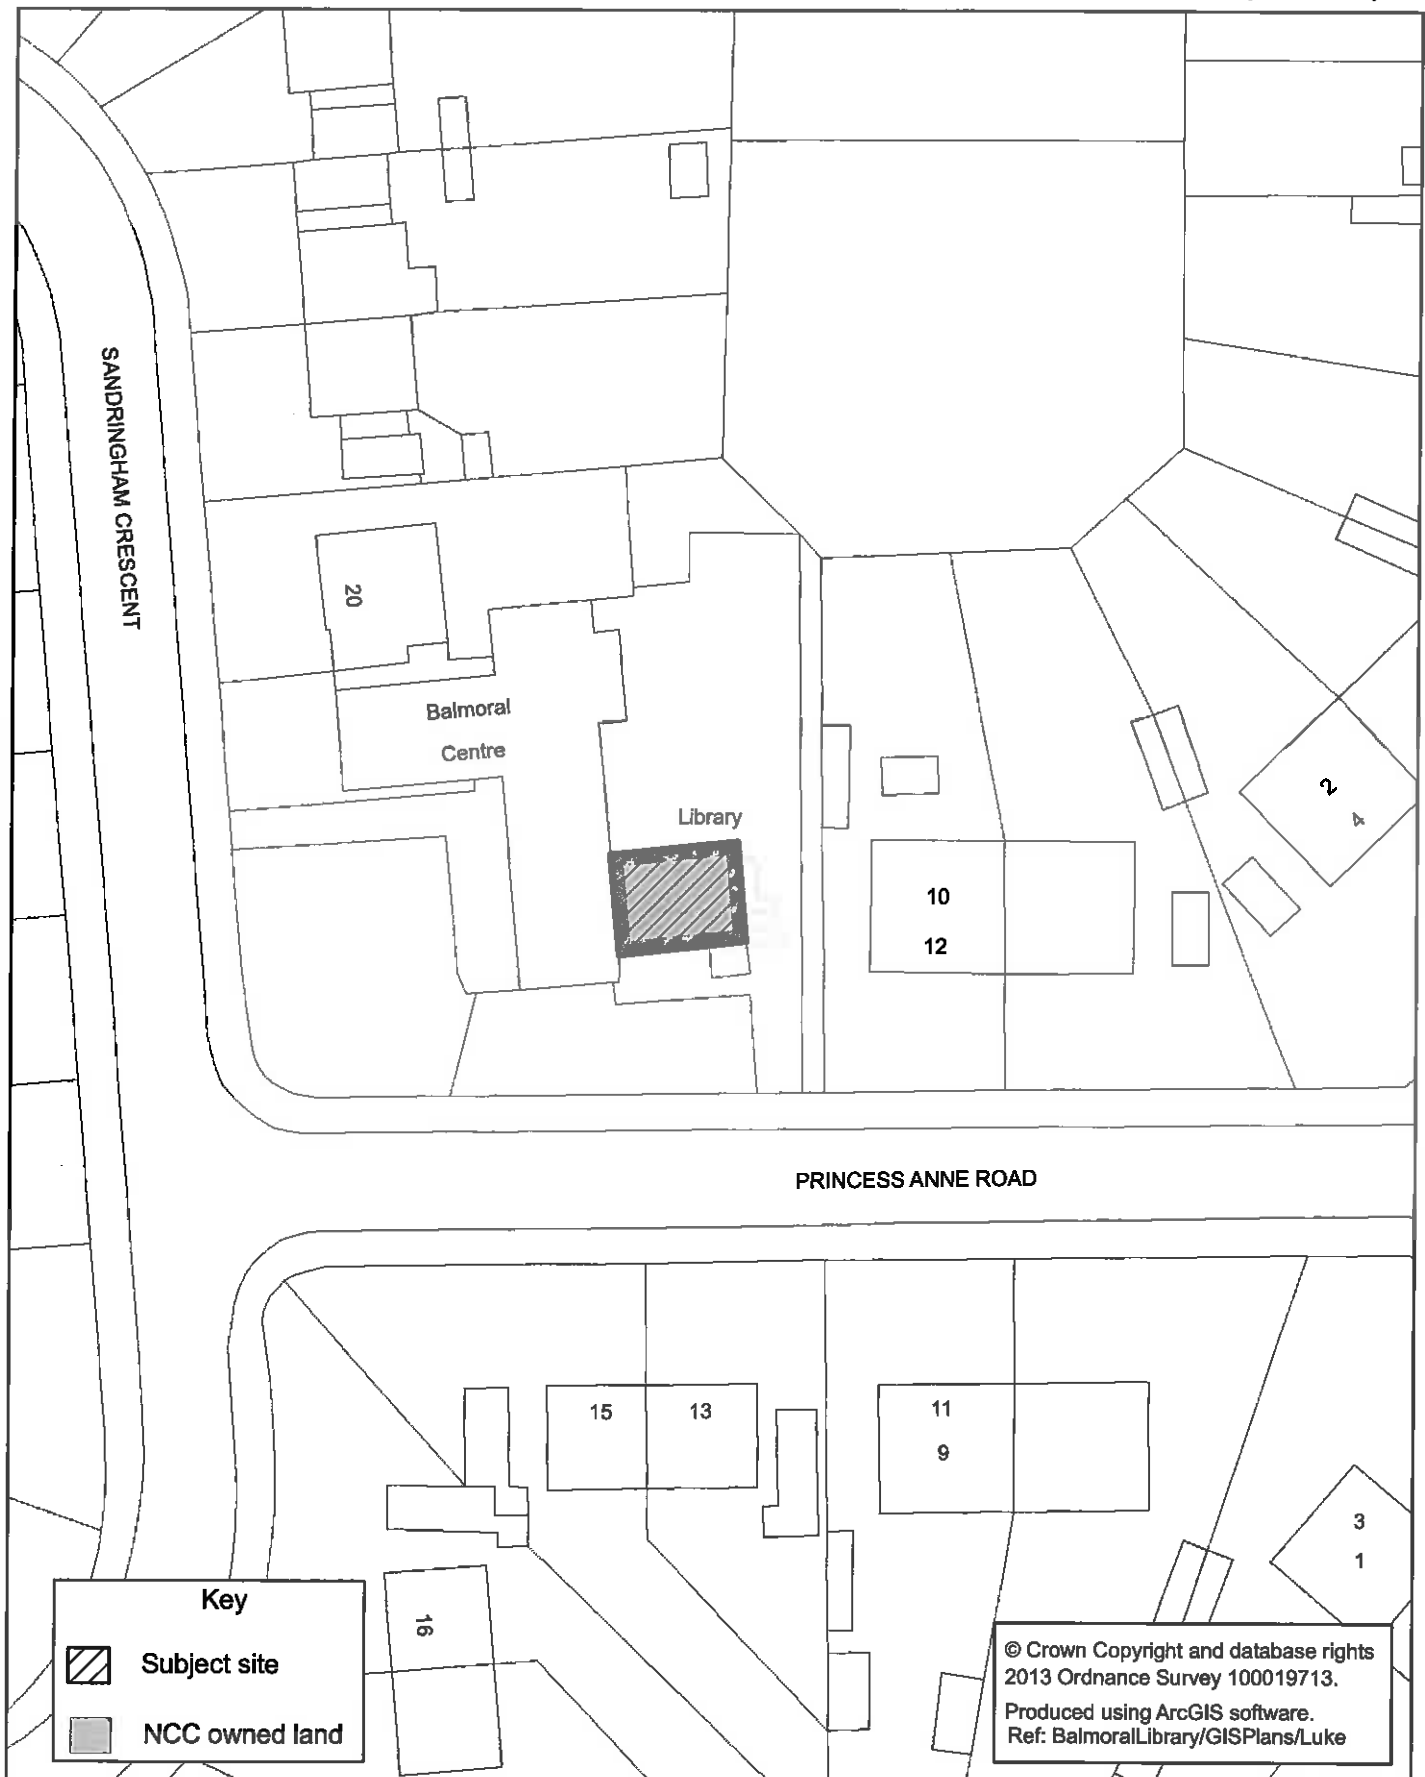 SANDRINGHAM CRESCENT
20
Balmoral
Centre
Library
2
4
10
12
PRINCESS ANNE ROAD
15
13
11
9
3
1
16
Key
Subject site
NCC owned land
© Crown Copyright and database rights
2013 Ordnance Survey 100019713.
Produced using ArcGIS software.
Ref: BalmoralLibrary/GISPlans/Luke